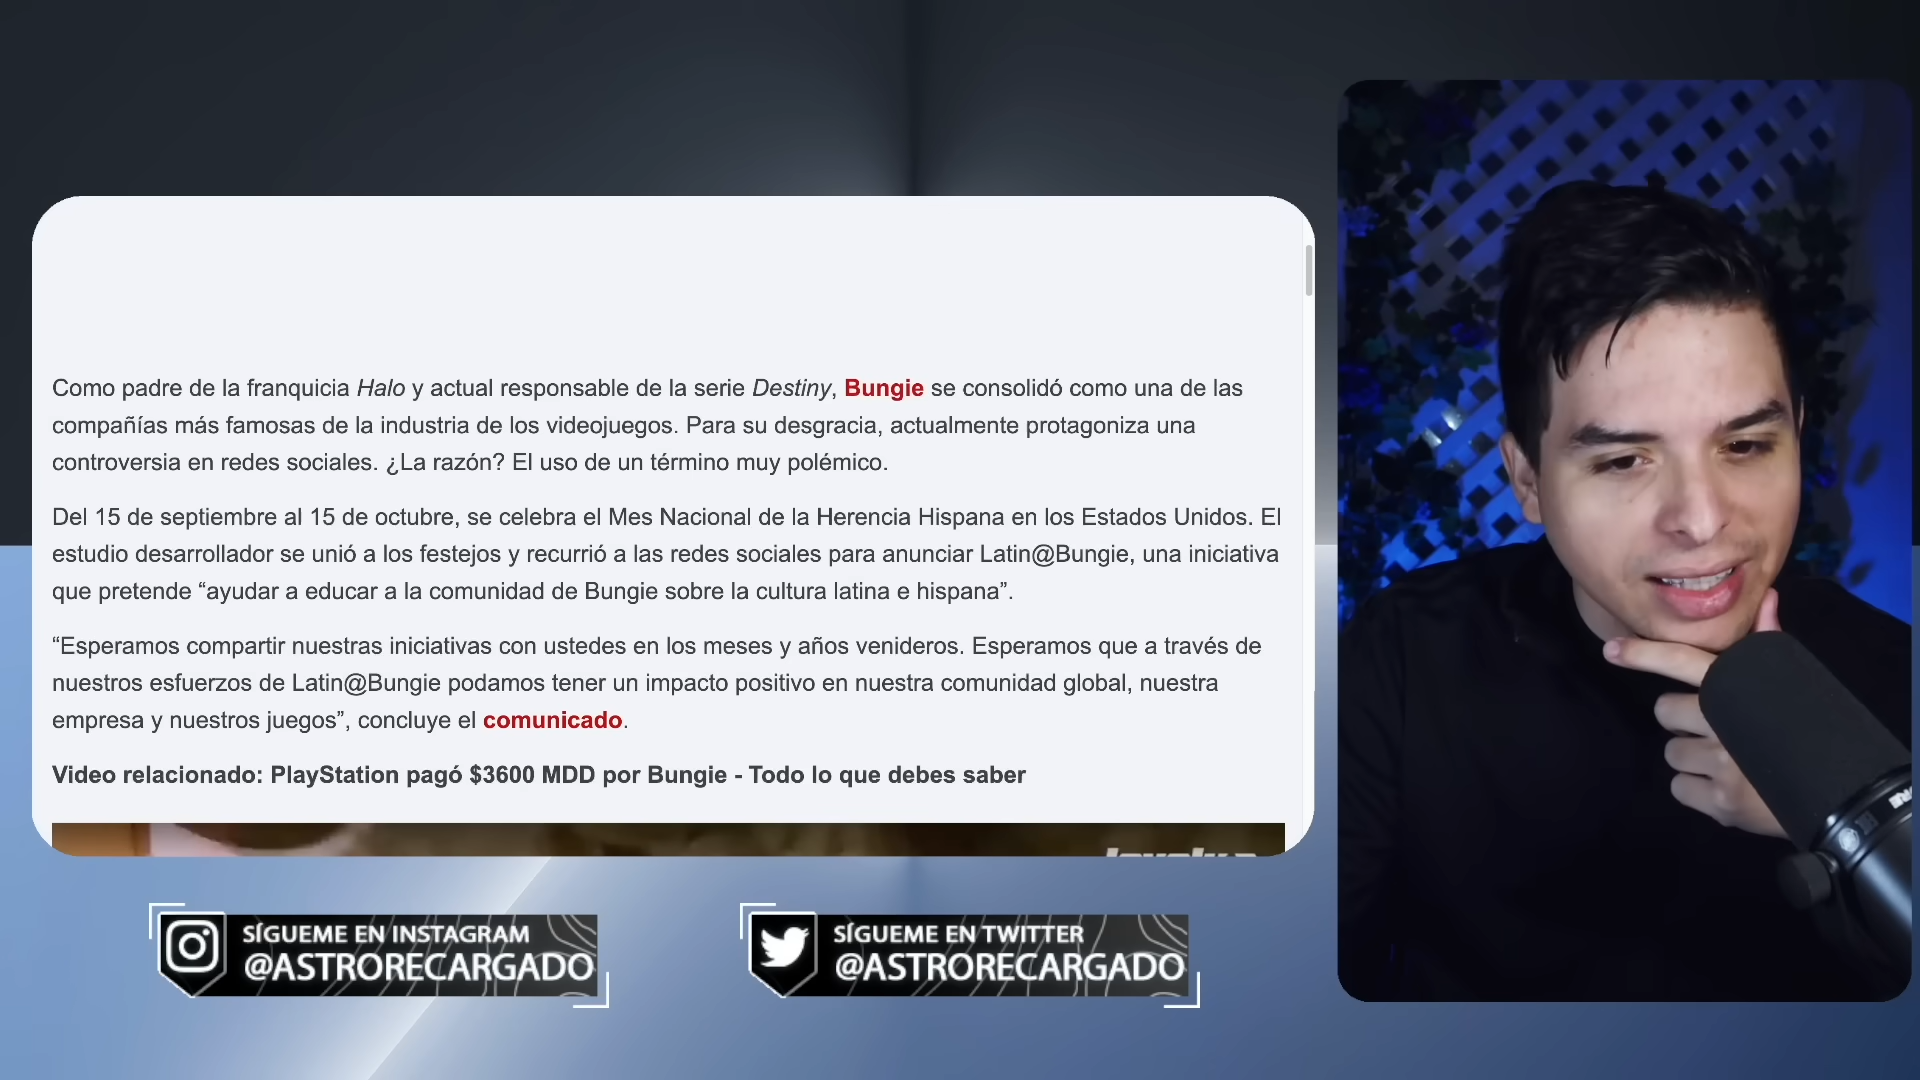 Como padre de la franquicia Halo y actual responsable de la serie Destiny, Bungie se consolidó como una de las
compañías más famosas de la industria de los videojuegos. Para su desgracia, actualmente protagoniza una
controversia en redes sociales. ¿La razón? El uso de un término muy polémico.
Del 15 de septiembre al 15 de octubre, se celebra el Mes Nacional de la Herencia Hispana en los Estados Unidos. El
estudio desarrollador se unió a los festejos y recurrió a las redes sociales para anunciar Latin@Bungie, una iniciativa
que pretende “ayudar a educar a la comunidad de Bungie sobre la cultura latina e hispana”.
“Esperamos compartir nuestras iniciativas con ustedes en los meses y años venideros. Esperamos que a través de
nuestros esfuerzos de Latin@Bungie podamos tener un impacto positivo en nuestra comunidad global, nuestra
empresa y nuestros juegos”, concluye el comunicado.
Video relacionado: PlayStation pagó $3600 MDD por Bungie - Todo lo que debes saber
SÍGUEME EN INSTAGRAM
@ASTRORECARGADO
SÍGUEME EN TWITTER
@ASTRORECARGADO